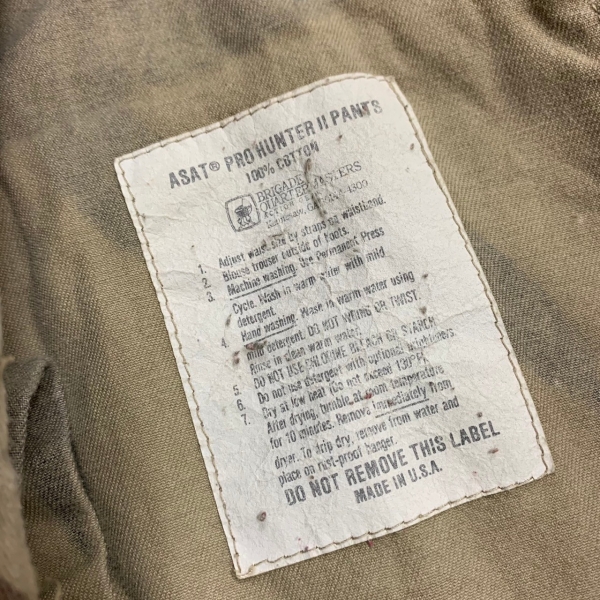 ASAT® PRO HUNTER II PANTS
100% COTTON
BRIGADE
QUARTERMASTERS
1. Adjust waist size by straps on waistband.
2. Blouse trouser outside of boots.
3. Machine washing. Use Permanent Press
Cycle. Wash in warm water with mild
detergent.
4. Hand washing. Wash in warm water using
mild detergent. DO NOT WRING OR TWIST.
Rinse in clean warm water.
5. DO NOT USE CHLORINE BLEACH OR STARCH.
6. Do not use detergent with optional brighteners
7. Dry at low heat (do not exceed 130°F).
After drying, tumble at room temperature
for 10 minutes. Remove immediately from
dryer. To drip dry, remove from water and
place on rust-proof hanger.
DO NOT REMOVE THIS LABEL
MADE IN U.S.A.